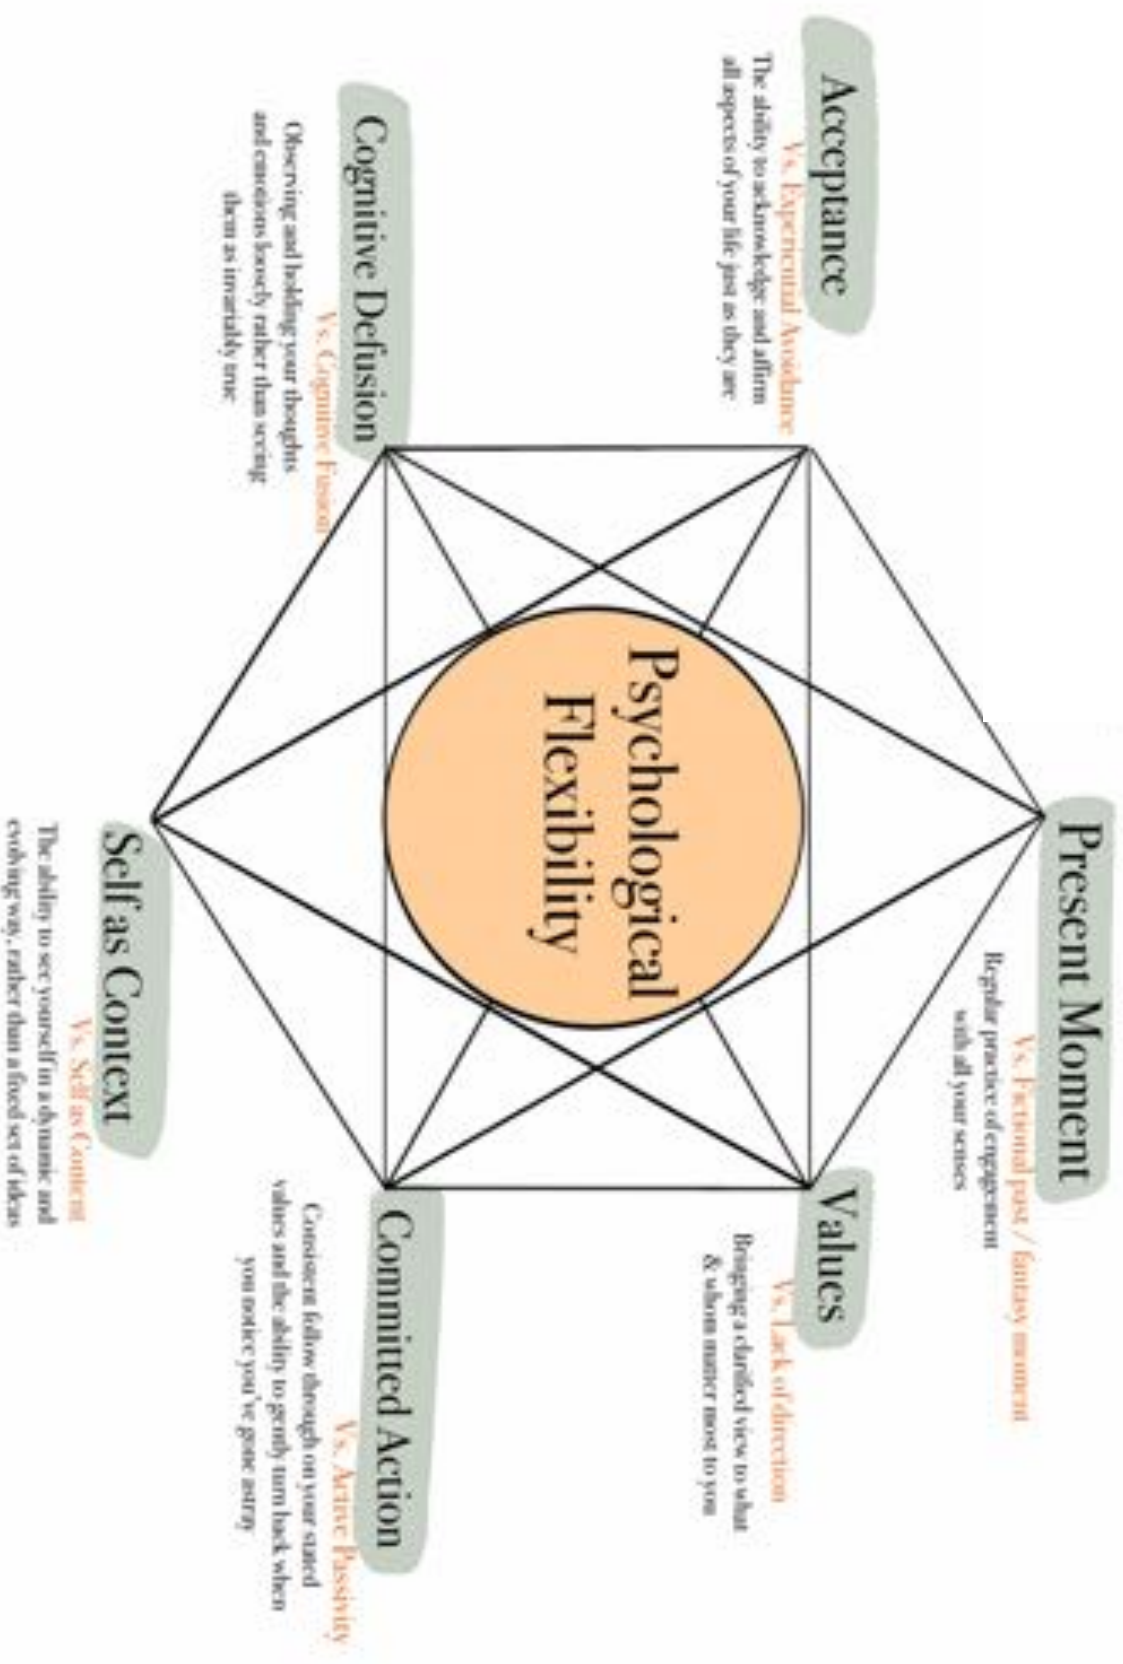 Present Moment
Vs. Fictional past / fantasy moment
Regular practice of engagement
with all your senses
Acceptance
Vs. Experiential Avoidance
The ability to acknowledge and affirm
all aspects of your life just as they are
Values
Vs. Lack of direction
Bringing a clarified view to what
& whom matter most to you
Psychological
Flexibility
Cognitive Defusion
Vs. Cognitive Fusion
Observing and holding your thoughts
and emotions loosely rather than seeing
them as invariably true
Committed Action
Vs. Active Passivity
Consistent follow through on your stated
values and the ability to gently turn back when
you notice you've gone astray
Self as Context
Vs. Self as Content
The ability to see yourself in a dynamic and
evolving way, rather than a fixed set of ideas